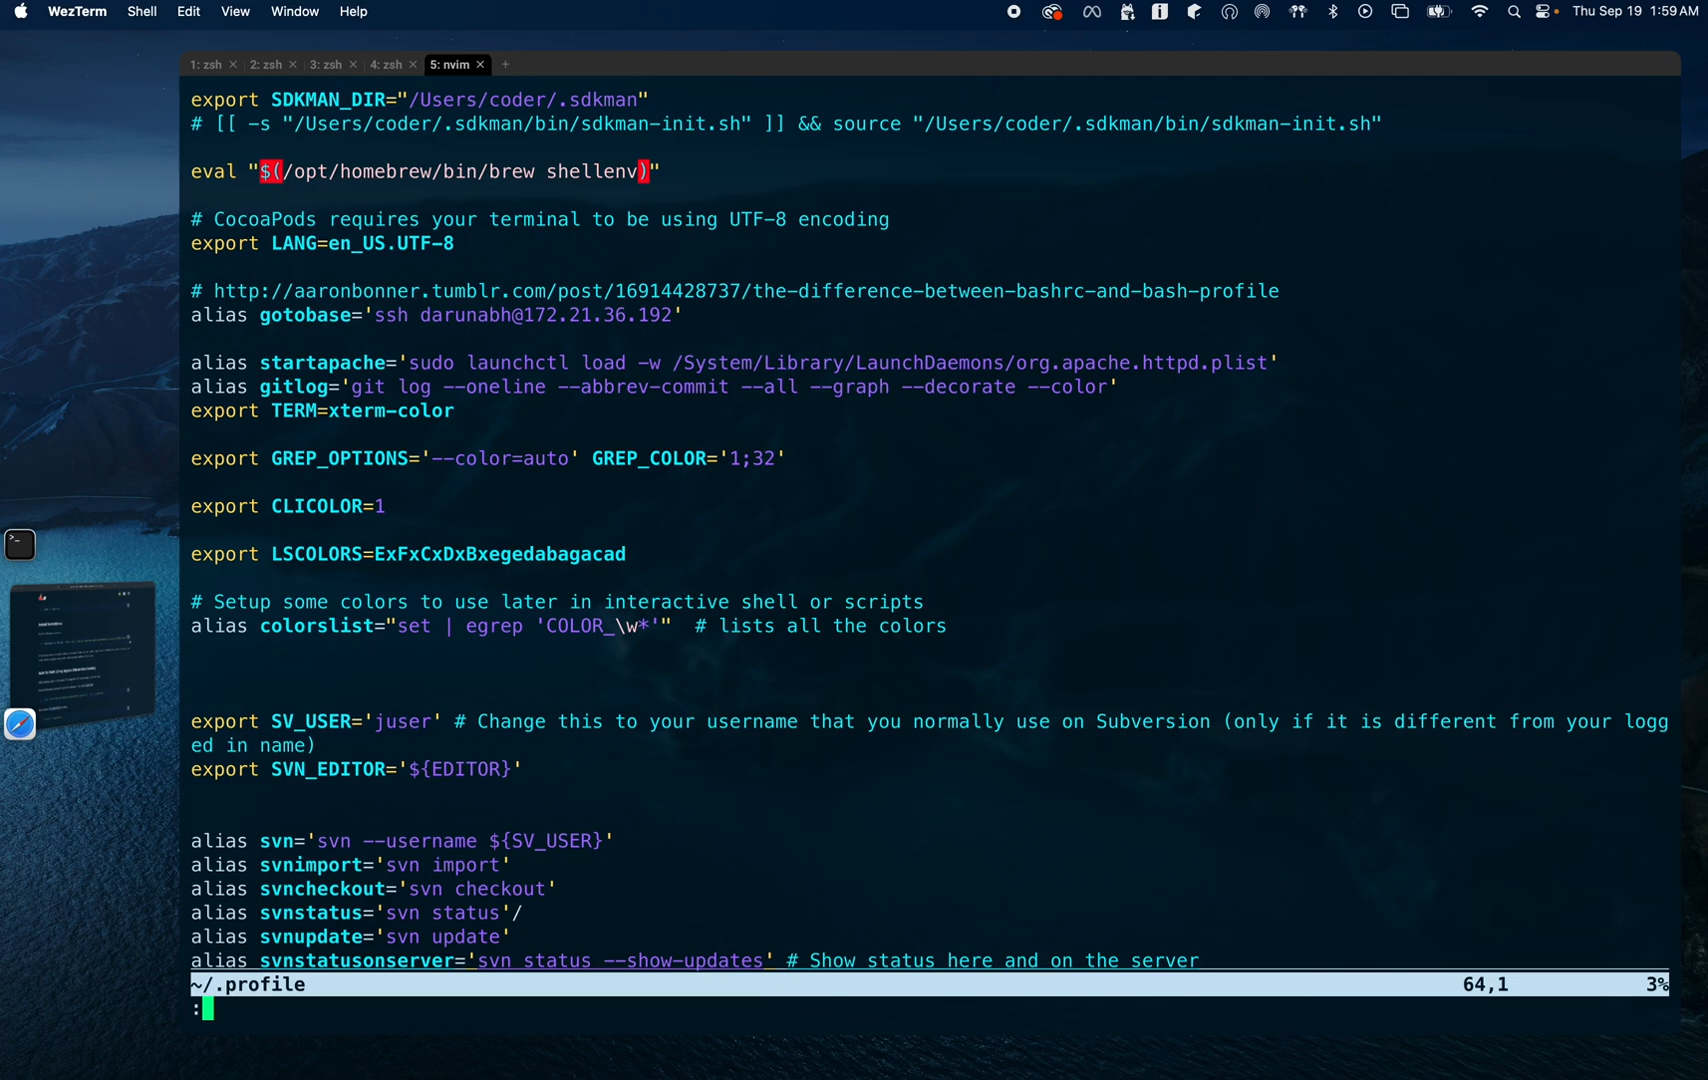 WezTerm Shell Edit View Window Help Thu Sep 19 1:59 AM
1: zsh × 2: zsh × 3: zsh × 4: zsh × 5: nvim × +
export SDKMAN_DIR="/Users/coder/.sdkman"
# [[ -s "/Users/coder/.sdkman/bin/sdkman-init.sh" ]] && source "/Users/coder/.sdkman/bin/sdkman-init.sh"
eval "$(/opt/homebrew/bin/brew shellenv)"
# CocoaPods requires your terminal to be using UTF-8 encoding
export LANG=en_US.UTF-8
# http://aaronbonner.tumblr.com/post/16914428737/the-difference-between-bashrc-and-bash-profile
alias gotobase='ssh darunabh@172.21.36.192'
alias startapache='sudo launchctl load -w /System/Library/LaunchDaemons/org.apache.httpd.plist'
alias gitlog='git log --oneline --abbrev-commit --all --graph --decorate --color'
export TERM=xterm-color
export GREP_OPTIONS='--color=auto' GREP_COLOR='1;32'
export CLICOLOR=1
export LSCOLORS=ExFxCxDxBxegedabagacad
# Setup some colors to use later in interactive shell or scripts
alias colorslist="set | egrep 'COLOR_\w*'" # lists all the colors
export SV_USER='juser' # Change this to your username that you normally use on Subversion (only if it is different from your logg
ed in name)
export SVN_EDITOR='${EDITOR}'
alias svn='svn --username ${SV_USER}'
alias svnimport='svn import'
alias svncheckout='svn checkout'
alias svnstatus='svn status'/
alias svnupdate='svn update'
alias svnstatusonserver='svn status --show-updates' # Show status here and on the server
~/.profile 64,1 3%
: